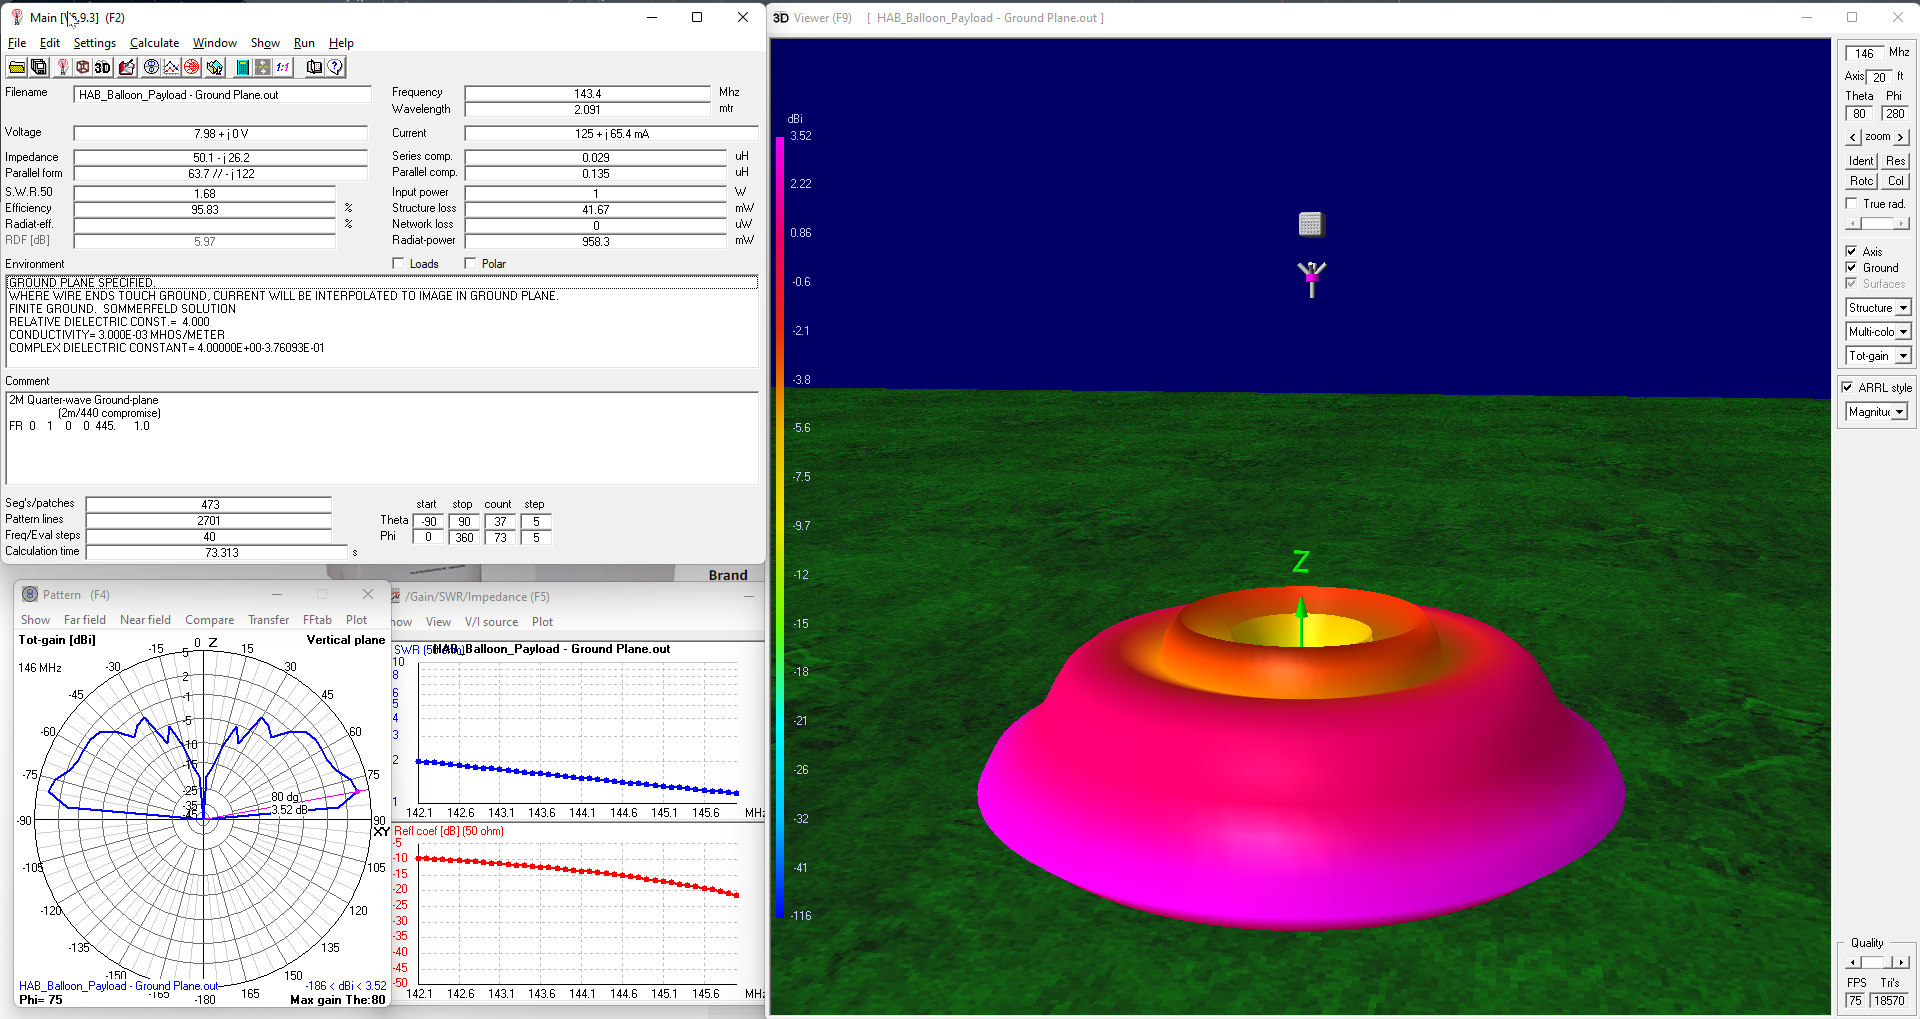 Main [V5.9.3] (F2)
File Edit Settings Calculate Window Show Run Help
3D
1:1
Filename HAB_Balloon_Payload - Ground Plane.out
Frequency 143.4 Mhz
Wavelength 2.091 mtr
Voltage 7.98 + j 0 V
Current 125 + j 65.4 mA
Impedance 50.1 - j 26.2
Series comp. 0.029 uH
Parallel form 63.7 // - j 122
Parallel comp. 0.135 uH
S.W.R.50 1.68
Input power 1 W
Efficiency 95.83 %
Structure loss 41.67 mW
Radiat-eff. %
Network loss 0 uW
RDF [dB] 5.97
Radiat-power 958.3 mW
Environment
Loads Polar
GROUND PLANE SPECIFIED.
WHERE WIRE ENDS TOUCH GROUND, CURRENT WILL BE INTERPOLATED TO IMAGE IN GROUND PLANE.
FINITE GROUND. SOMMERFELD SOLUTION
RELATIVE DIELECTRIC CONST.= 4.000
CONDUCTIVITY= 3.000E-03 MHOS/METER
COMPLEX DIELECTRIC CONSTANT= 4.00000E+00-3.76093E-01
Comment
2M Quarter-wave Ground-plane
(2m/440 compromise)
FR 0 1 0 0 445. 1.0
Seg's/patches 473
Pattern lines 2701
Freq/Eval steps 40
Calculation time 73.313 s
start stop count step
Theta -90 90 37 5
Phi 0 360 73 5
Brand
Pattern (F4)
Show Far field Near field Compare Transfer FFtab Plot
Tot-gain [dBi]
Vertical plane
146 MHz
0 Z
-15 15
-30 30
-45 45
-60 60
-75 75
-90 90
XY
-105 105
-120 120
-135 135
-150 150
-165 165
-180
5
2
-1
-5
-10
-15
-25
-35
80 dg
3.52 dB
HAB_Balloon_Payload - Ground Plane.out
-186 < dBi < 3.52
Phi= 75
Max gain The:80
/Gain/SWR/Impedance (F5)
how View V/I source Plot
SWR (50 ohm)
HAB_Balloon_Payload - Ground Plane.out
10
8
6
5
4
3
2
1
142.1 142.6 143.1 143.6 144.1 144.6 145.1 145.6 MHz
Refl coef [dB] (50 ohm)
-5
-10
-15
-20
-25
-30
-35
-40
-45
-50
142.1 142.6 143.1 143.6 144.1 144.6 145.1 145.6 MHz
3D Viewer (F9) [ HAB_Balloon_Payload - Ground Plane.out ]
dBi
3.52
2.22
0.86
-0.6
-2.1
-3.8
-5.6
-7.5
-9.7
-12
-15
-18
-21
-26
-32
-41
-116
Z
146 Mhz
Axis 20 ft
Theta Phi
80 280
< zoom >
Ident Res
Rotc Col
True rad.
Axis
Ground
Surfaces
Structure
Multi-colo
Tot-gain
ARRL style
Magnituc
Quality
FPS Tri's
75 18570